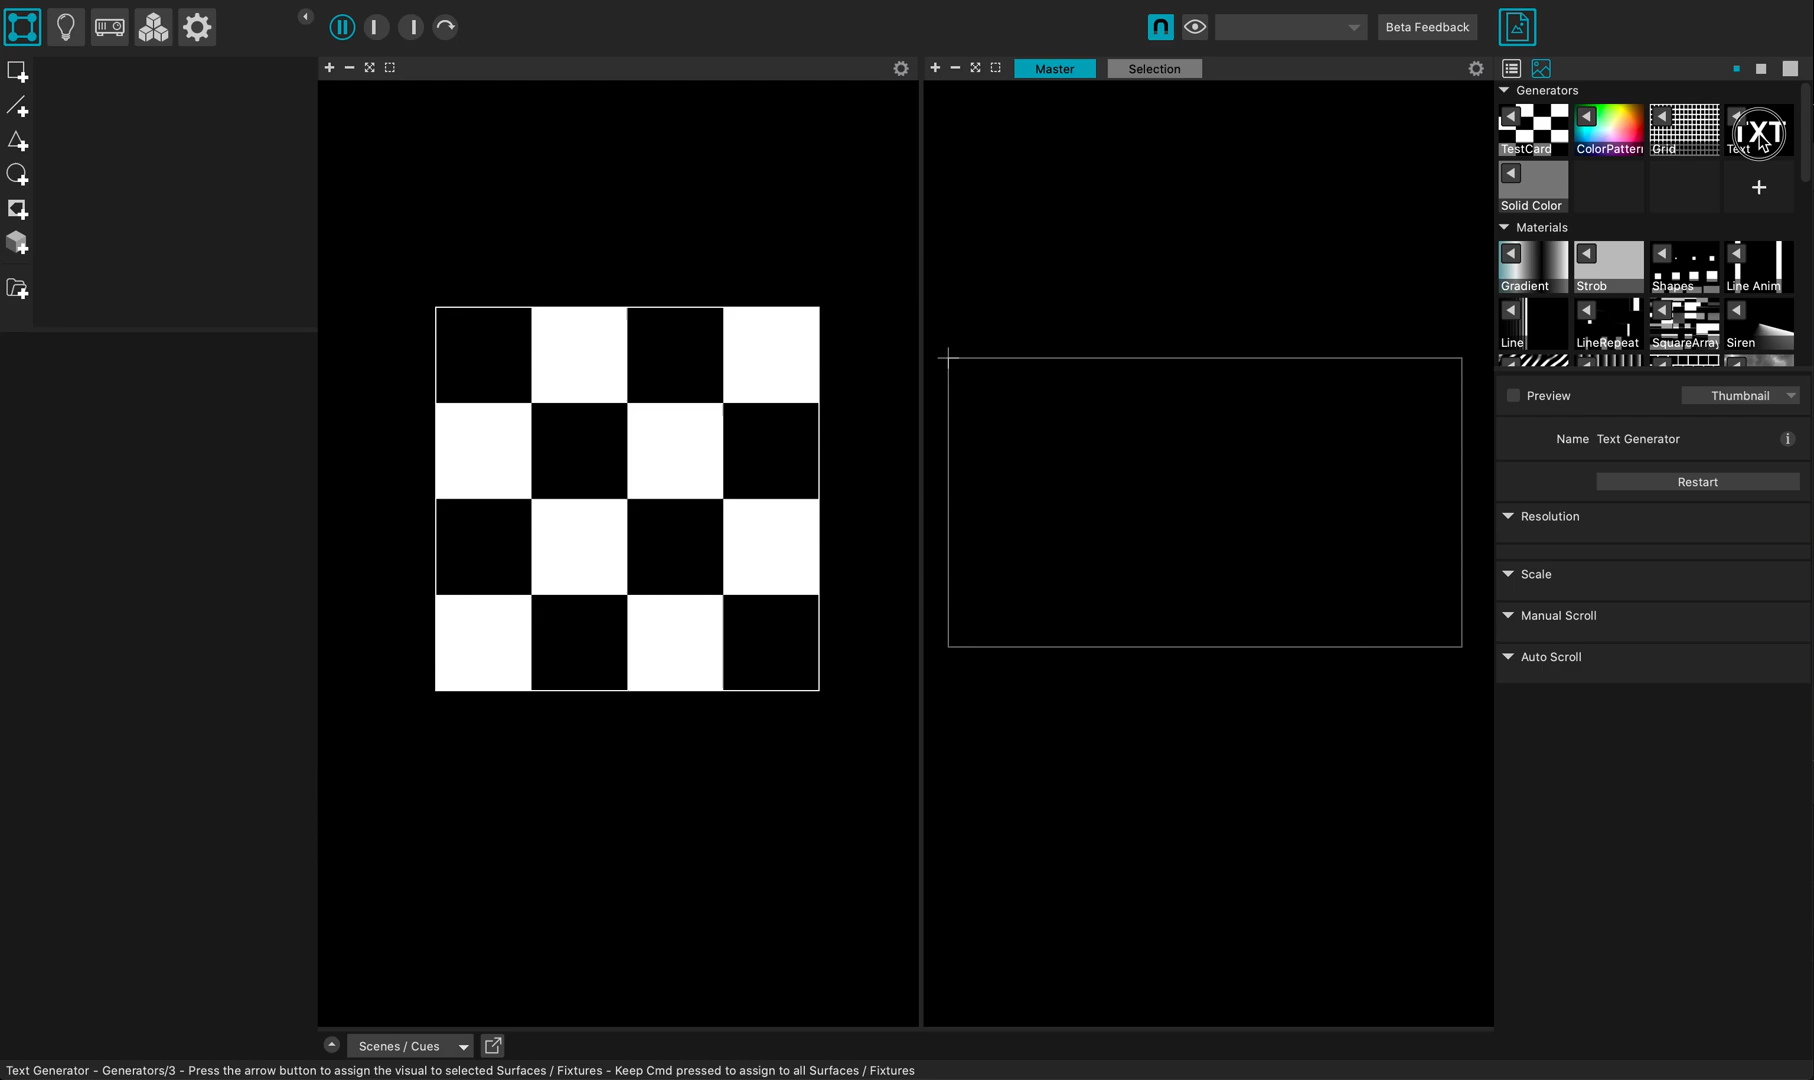 Beta Feedback
Master
Selection
Generators
TestCard
ColorPattern
Grid
Text
TXT
Solid Color
+
Materials
Gradient
Strob
Shapes
Line Anim
Line
LineRepeat
SquareArray
Siren
Preview
Thumbnail
Name
Text Generator
Restart
Resolution
Scale
Manual Scroll
Auto Scroll
Scenes / Cues
Text Generator - Generators/3 - Press the arrow button to assign the visual to selected Surfaces / Fixtures - Keep Cmd pressed to assign to all Surfaces / Fixtures